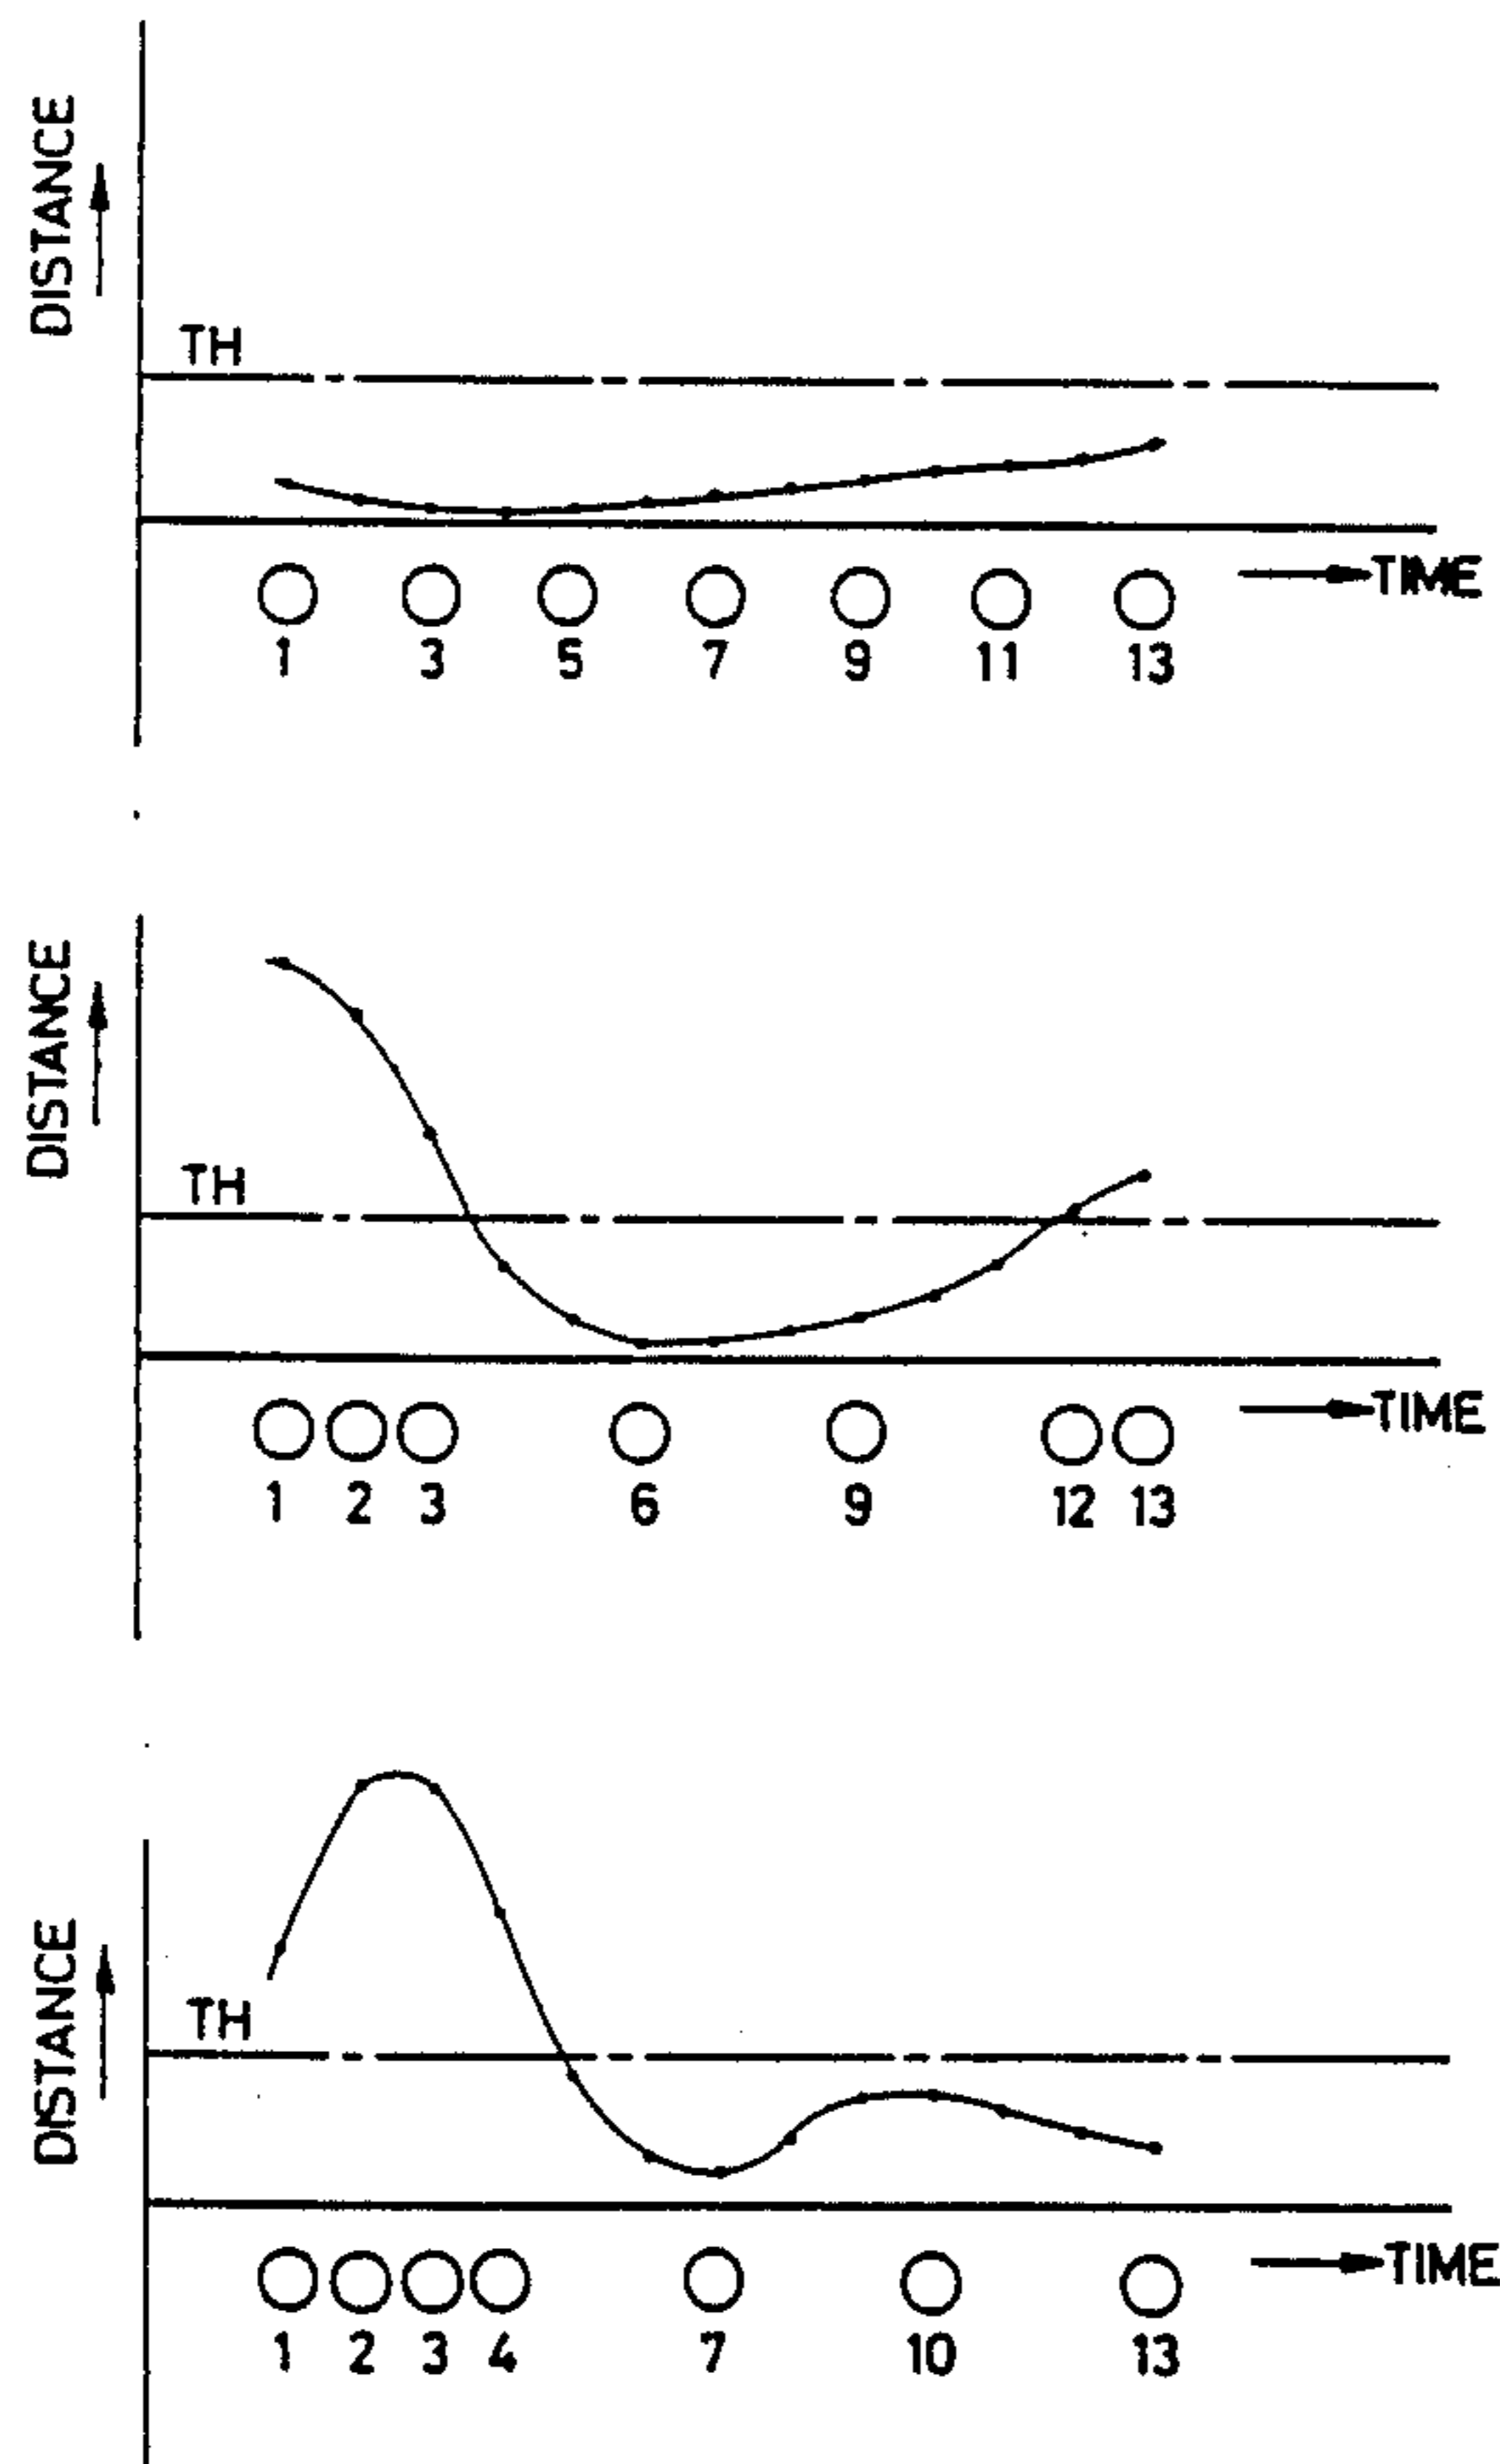 DISTANCE
TH
TIME
1 3 5 7 9 11 13
DISTANCE
TH
TIME
1 2 3 6 9 12 13
DISTANCE
TH
TIME
1 2 3 4 7 10 13